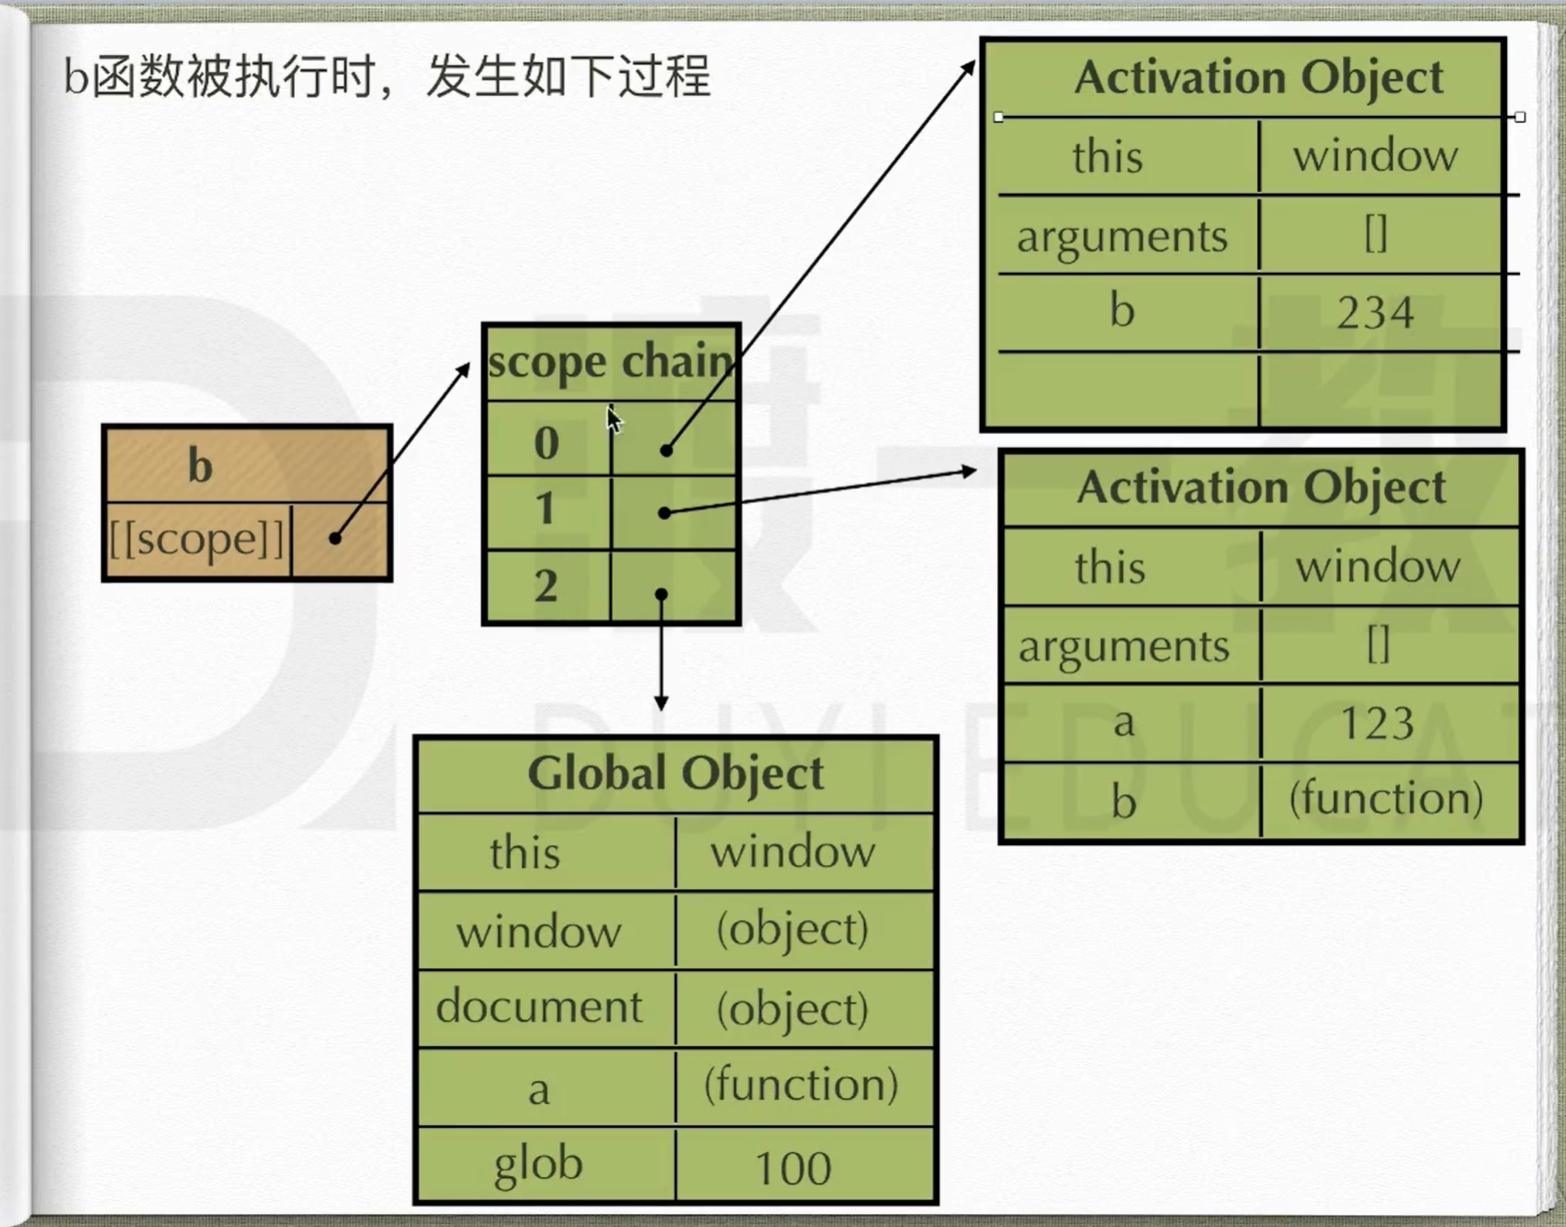 b函数被执行时，发生如下过程
Activation Object
this window
arguments []
b 234
scope chain
0
1
2
b
[[scope]]
Activation Object
this window
arguments []
a 123
b (function)
Global Object
this window
window (object)
document (object)
a (function)
glob 100
DUYI EDUCAT